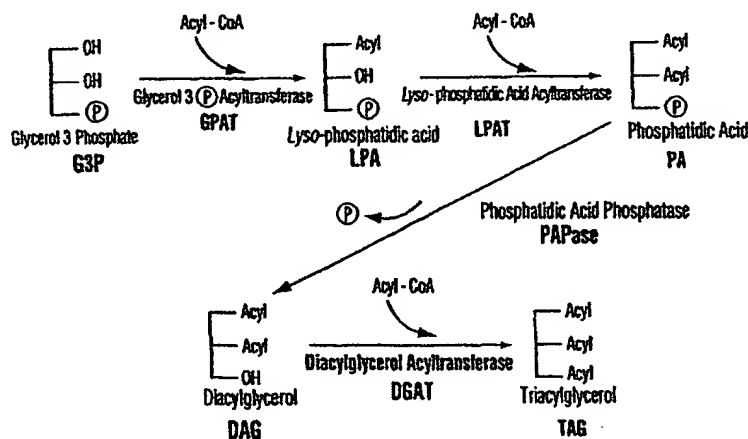 Acyl - CoA
Acyl - CoA
OH
OH
P
Glycerol 3 Phosphate
G3P
Glycerol 3 P Acyltransferase
GPAT
Acyl
OH
P
Lyso-phosphatidic acid
LPA
Lyso-phosphatidic Acid Acyltransferase
LPAT
Acyl
Acyl
P
Phosphatidic Acid
PA
P
Phosphatidic Acid Phosphatase
PAPase
Acyl - CoA
Acyl
Acyl
OH
Diacylglycerol
DAG
Diacylglycerol Acyltransferase
DGAT
Acyl
Acyl
Acyl
Triacylglycerol
TAG